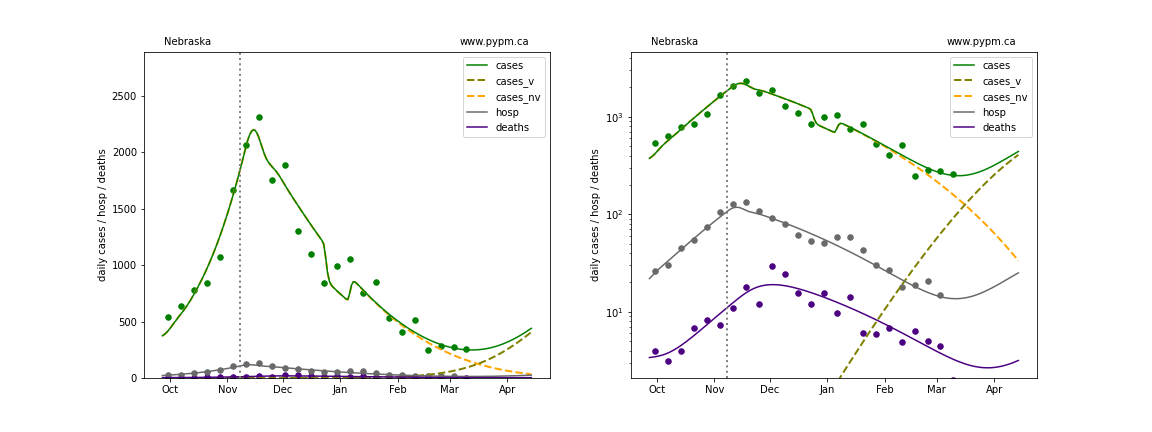 Nebraska www.pypm.ca
cases
cases_v
cases_nv
hosp
deaths
daily cases / hosp / deaths
2500
2000
1500
1000
500
0
Oct Nov Dec Jan Feb Mar Apr
Nebraska www.pypm.ca
cases
cases_v
cases_nv
hosp
deaths
daily cases / hosp / deaths
10³
10²
10¹
Oct Nov Dec Jan Feb Mar Apr